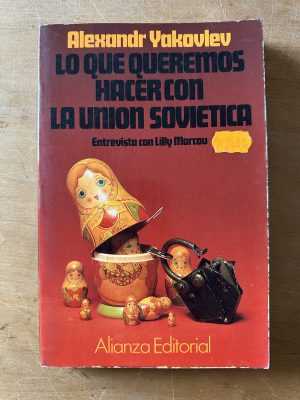 Alexandr Yakovlev
LO QUE QUEREMOS
HACER CON
LA UNION SOVIETICA
Entrevista con Lilly Marcou
Alianza Editorial